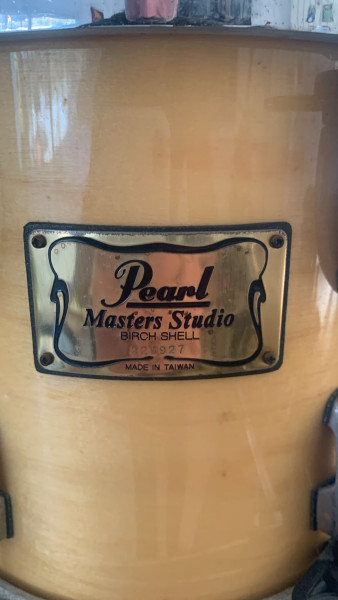 Pearl
Masters Studio
BIRCH SHELL
MADE IN TAIWAN